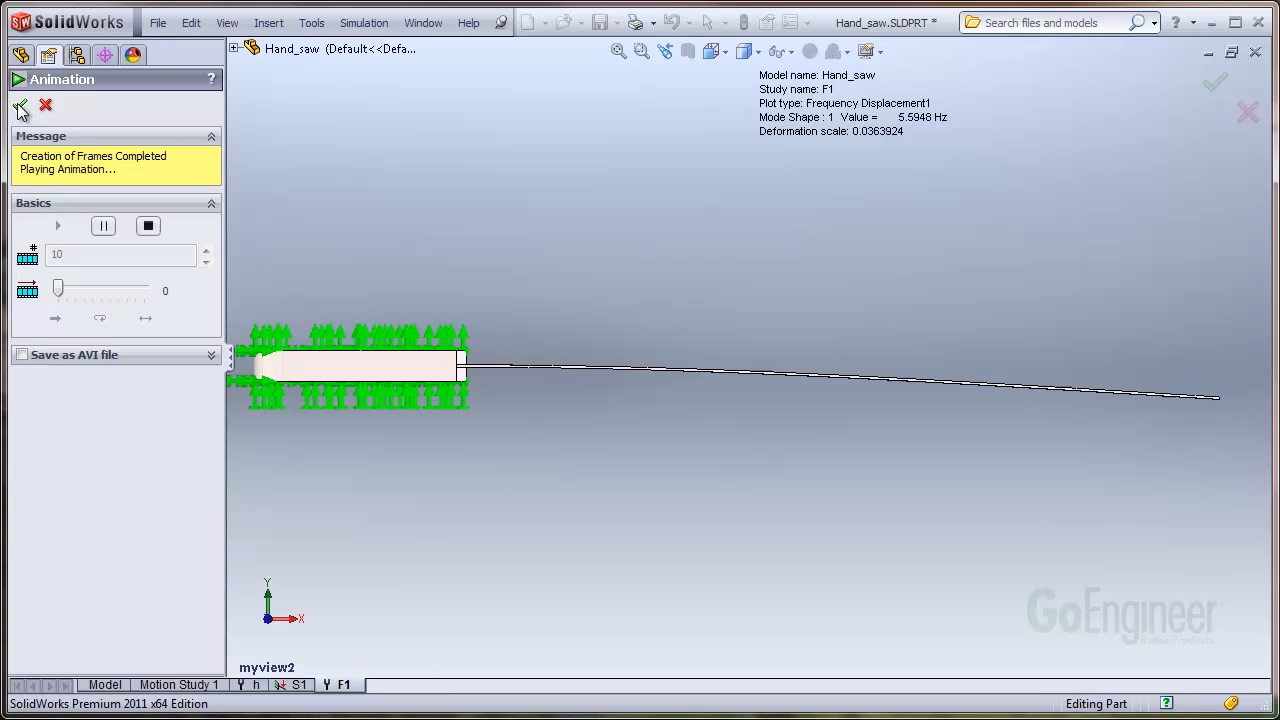 SolidWorks File Edit View Insert Tools Simulation Window Help Hand_saw.SLDPRT * Search files and models ?
Hand_saw (Default<<Defa...
Animation ?
Message
Creation of Frames Completed
Playing Animation...
Basics
10
0
Save as AVI file
Model name: Hand_saw
Study name: F1
Plot type: Frequency Displacement1
Mode Shape : 1 Value = 5.5948 Hz
Deformation scale: 0.0363924
Y
X
GoEngineer
myview2
Model Motion Study 1 h S1 F1
SolidWorks Premium 2011 x64 Edition Editing Part ?